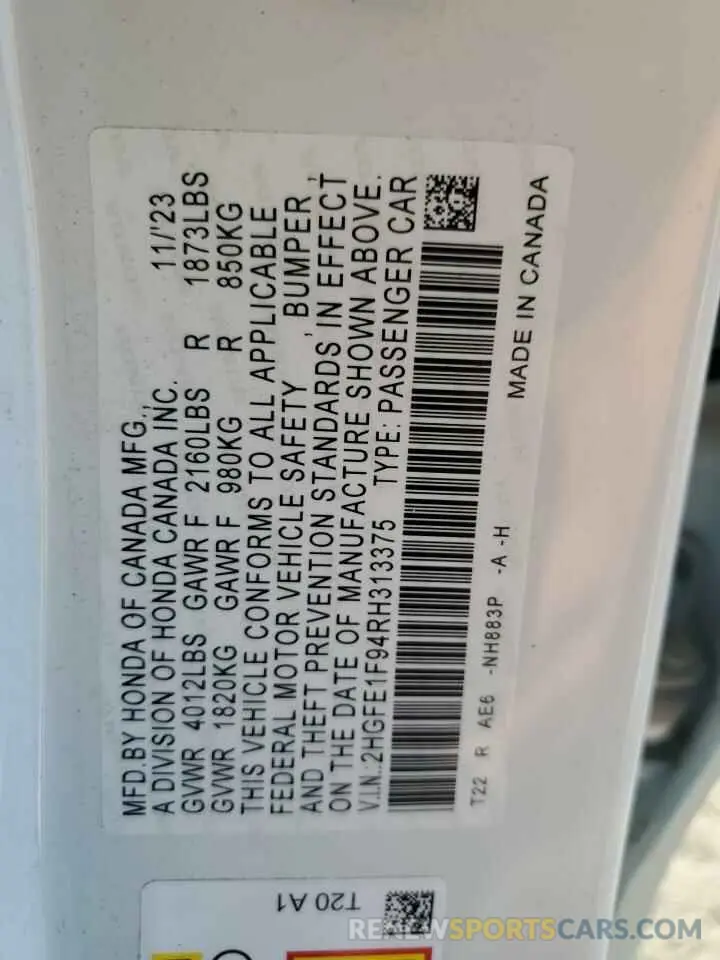 MFD.BY HONDA OF CANADA MFG., 11/'23
A DIVISION OF HONDA CANADA INC.
GVWR 4012LBS GAWR F 2160LBS R 1873LBS
GVWR 1820KG GAWR F 980KG R 850KG
THIS VEHICLE CONFORMS TO ALL APPLICABLE
FEDERAL MOTOR VEHICLE SAFETY , BUMPER ,
AND THEFT PREVENTION STANDARDS IN EFFECT
ON THE DATE OF MANUFACTURE SHOWN ABOVE.
V.I.N.:2HGFE1F94RH313375 TYPE: PASSENGER CAR
T22 R AE6 -NH883P -A -H
MADE IN CANADA
T20 A1
RENEWSPORTSCARS.COM